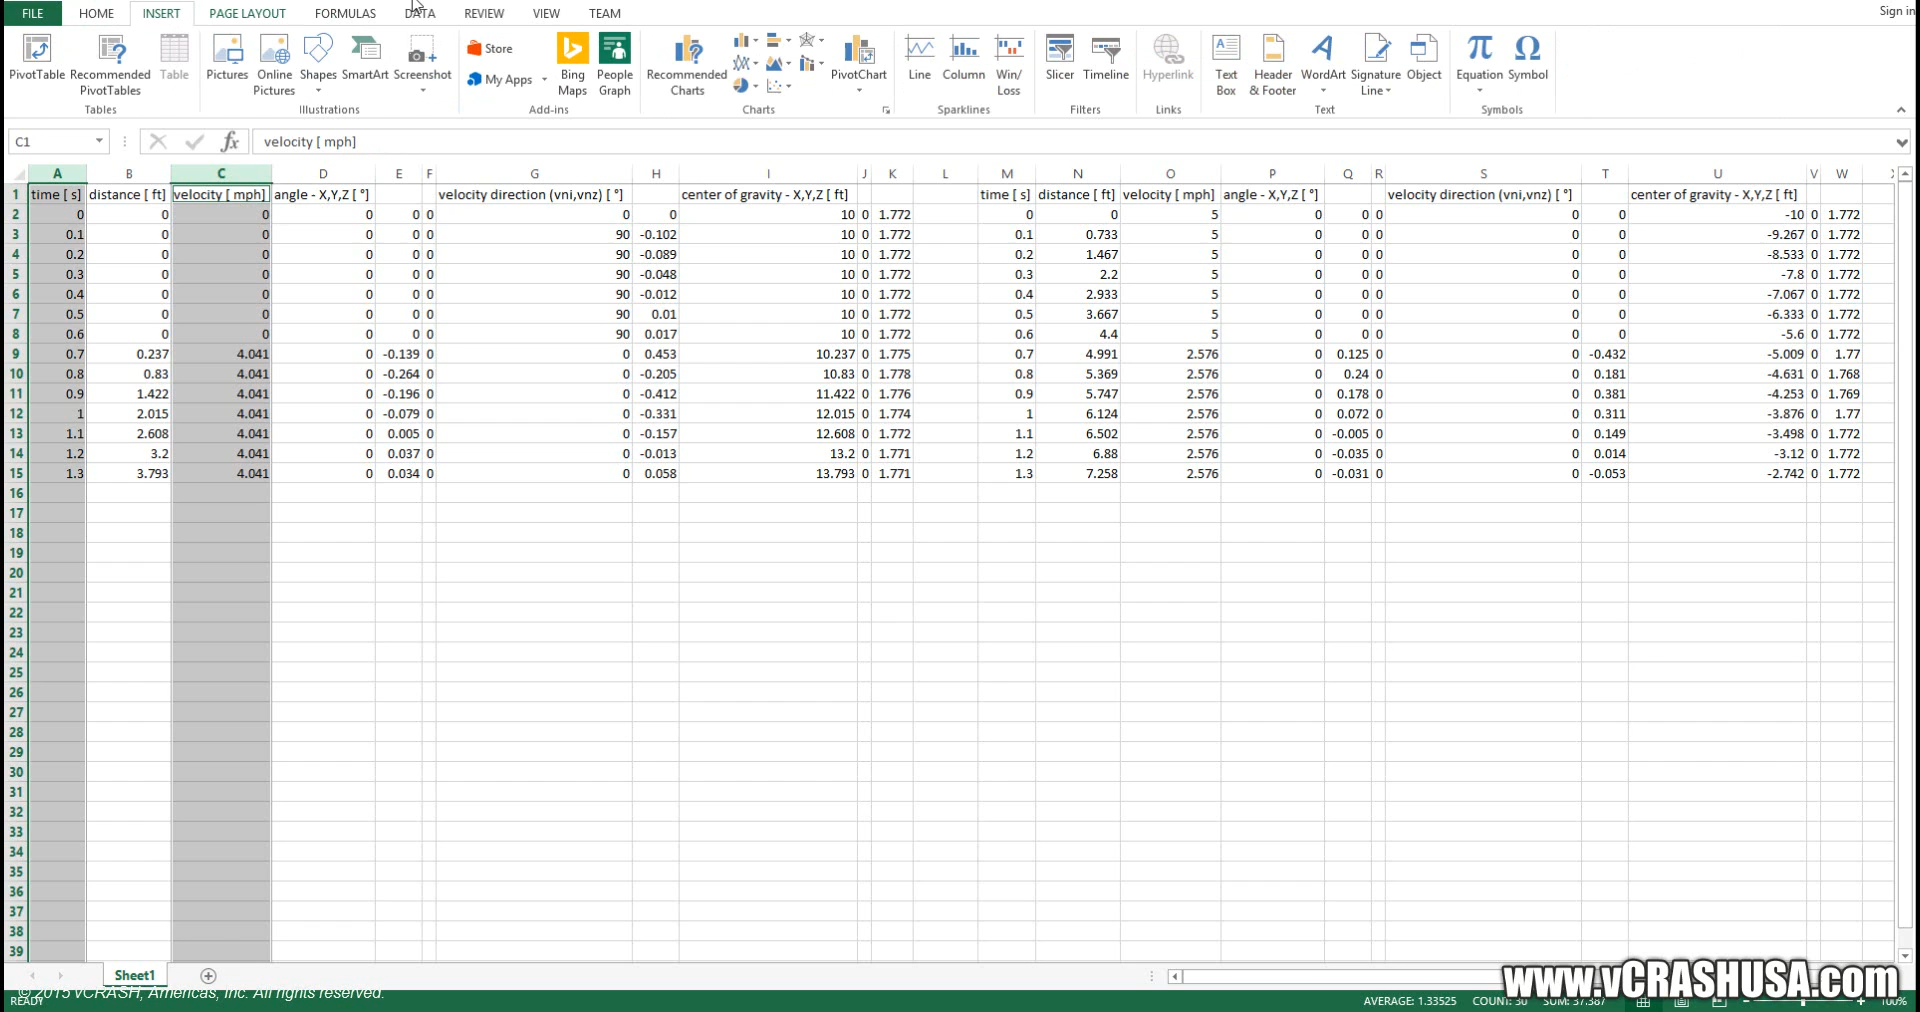 FILE HOME INSERT PAGE LAYOUT FORMULAS DATA REVIEW VIEW TEAM Sign in
PivotTable Recommended PivotTables Table Pictures Online Pictures Shapes SmartArt Screenshot Store My Apps Bing Maps People Graph Recommended Charts PivotChart Line Column Win/ Loss Slicer Timeline Hyperlink Text Box Header & Footer WordArt Signature Line Object Equation Symbol
Tables Illustrations Add-ins Charts Sparklines Filters Links Text Symbols
C1 fx velocity [ mph]
A B C D E F G H I J K L M N O P Q R S T U V W
1 time [ s] distance [ ft] velocity [ mph] angle - X,Y,Z [ °] velocity direction (vni,vnz) [ °] center of gravity - X,Y,Z [ ft] time [ s] distance [ ft] velocity [ mph] angle - X,Y,Z [ °] velocity direction (vni,vnz) [ °] center of gravity - X,Y,Z [ ft]
2 0 0 0 0 0 0 0 0 10 0 1.772 0 0 5 0 0 0 0 0 -10 0 1.772
3 0.1 0 0 0 0 0 90 -0.102 10 0 1.772 0.1 0.733 5 0 0 0 0 0 -9.267 0 1.772
4 0.2 0 0 0 0 0 90 -0.089 10 0 1.772 0.2 1.467 5 0 0 0 0 0 -8.533 0 1.772
5 0.3 0 0 0 0 0 90 -0.048 10 0 1.772 0.3 2.2 5 0 0 0 0 0 -7.8 0 1.772
6 0.4 0 0 0 0 0 90 -0.012 10 0 1.772 0.4 2.933 5 0 0 0 0 0 -7.067 0 1.772
7 0.5 0 0 0 0 0 90 0.01 10 0 1.772 0.5 3.667 5 0 0 0 0 0 -6.333 0 1.772
8 0.6 0 0 0 0 0 90 0.017 10 0 1.772 0.6 4.4 5 0 0 0 0 0 -5.6 0 1.772
9 0.7 0.237 4.041 0 -0.139 0 0 0.453 10.237 0 1.775 0.7 4.991 2.576 0 0.125 0 0 -0.432 -5.009 0 1.77
10 0.8 0.83 4.041 0 -0.264 0 0 -0.205 10.83 0 1.778 0.8 5.369 2.576 0 0.24 0 0 0.181 -4.631 0 1.768
11 0.9 1.422 4.041 0 -0.196 0 0 -0.412 11.422 0 1.776 0.9 5.747 2.576 0 0.178 0 0 0.381 -4.253 0 1.769
12 1 2.015 4.041 0 -0.079 0 0 -0.331 12.015 0 1.774 1 6.124 2.576 0 0.072 0 0 0.311 -3.876 0 1.77
13 1.1 2.608 4.041 0 0.005 0 0 -0.157 12.608 0 1.772 1.1 6.502 2.576 0 -0.005 0 0 0.149 -3.498 0 1.772
14 1.2 3.2 4.041 0 0.037 0 0 -0.013 13.2 0 1.771 1.2 6.88 2.576 0 -0.035 0 0 0.014 -3.12 0 1.772
15 1.3 3.793 4.041 0 0.034 0 0 0.058 13.793 0 1.771 1.3 7.258 2.576 0 -0.031 0 0 -0.053 -2.742 0 1.772
16
17
18
19
20
21
22
23
24
25
26
27
28
29
30
31
32
33
34
35
36
37
38
39
Sheet1
www.vCRASHUSA.com
© 2015 VCRASH, Americas, Inc. All rights reserved.
READY AVERAGE: 1.33525 COUNT: 30 SUM: 37.387 100%